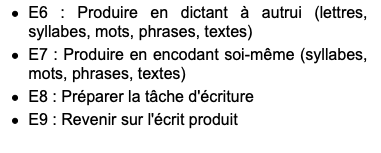 • E6 : Produire en dictant à autrui (lettres,
syllabes, mots, phrases, textes)
• E7 : Produire en encodant soi-même (syllabes,
mots, phrases, textes)
• E8 : Préparer la tâche d'écriture
• E9 : Revenir sur l'écrit produit